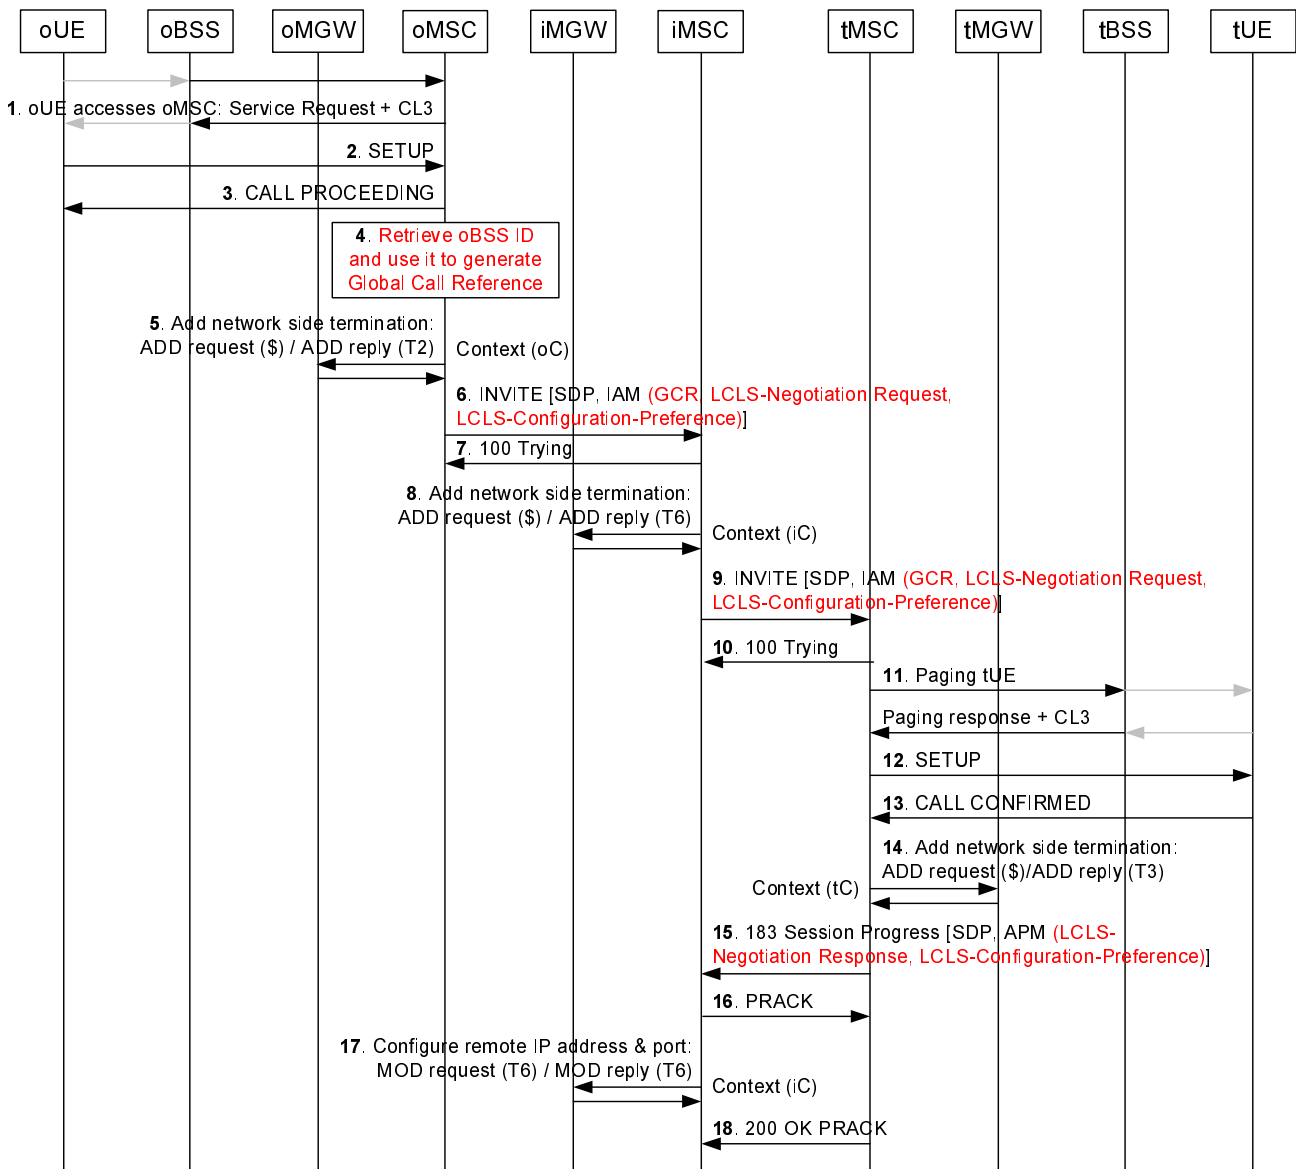 oUE oBSS oMGW oMSC iMGW iMSC tMSC tMGW tBSS tUE
1. oUE accesses oMSC: Service Request + CL3
2. SETUP
3. CALL PROCEEDING
4. Retrieve oBSS ID
and use it to generate
Global Call Reference
5. Add network side termination:
ADD request ($) / ADD reply (T2)
Context (oC)
6. INVITE [SDP, IAM (GCR, LCLS-Negotiation Request,
LCLS-Configuration-Preference)]
7. 100 Trying
8. Add network side termination:
ADD request ($) / ADD reply (T6)
Context (iC)
9. INVITE [SDP, IAM (GCR, LCLS-Negotiation Request,
LCLS-Configuration-Preference)]
10. 100 Trying
11. Paging tUE
Paging response + CL3
12. SETUP
13. CALL CONFIRMED
14. Add network side termination:
ADD request ($)/ADD reply (T3)
Context (tC)
15. 183 Session Progress [SDP, APM (LCLS-
Negotiation Response, LCLS-Configuration-Preference)]
16. PRACK
17. Configure remote IP address & port:
MOD request (T6) / MOD reply (T6)
Context (iC)
18. 200 OK PRACK